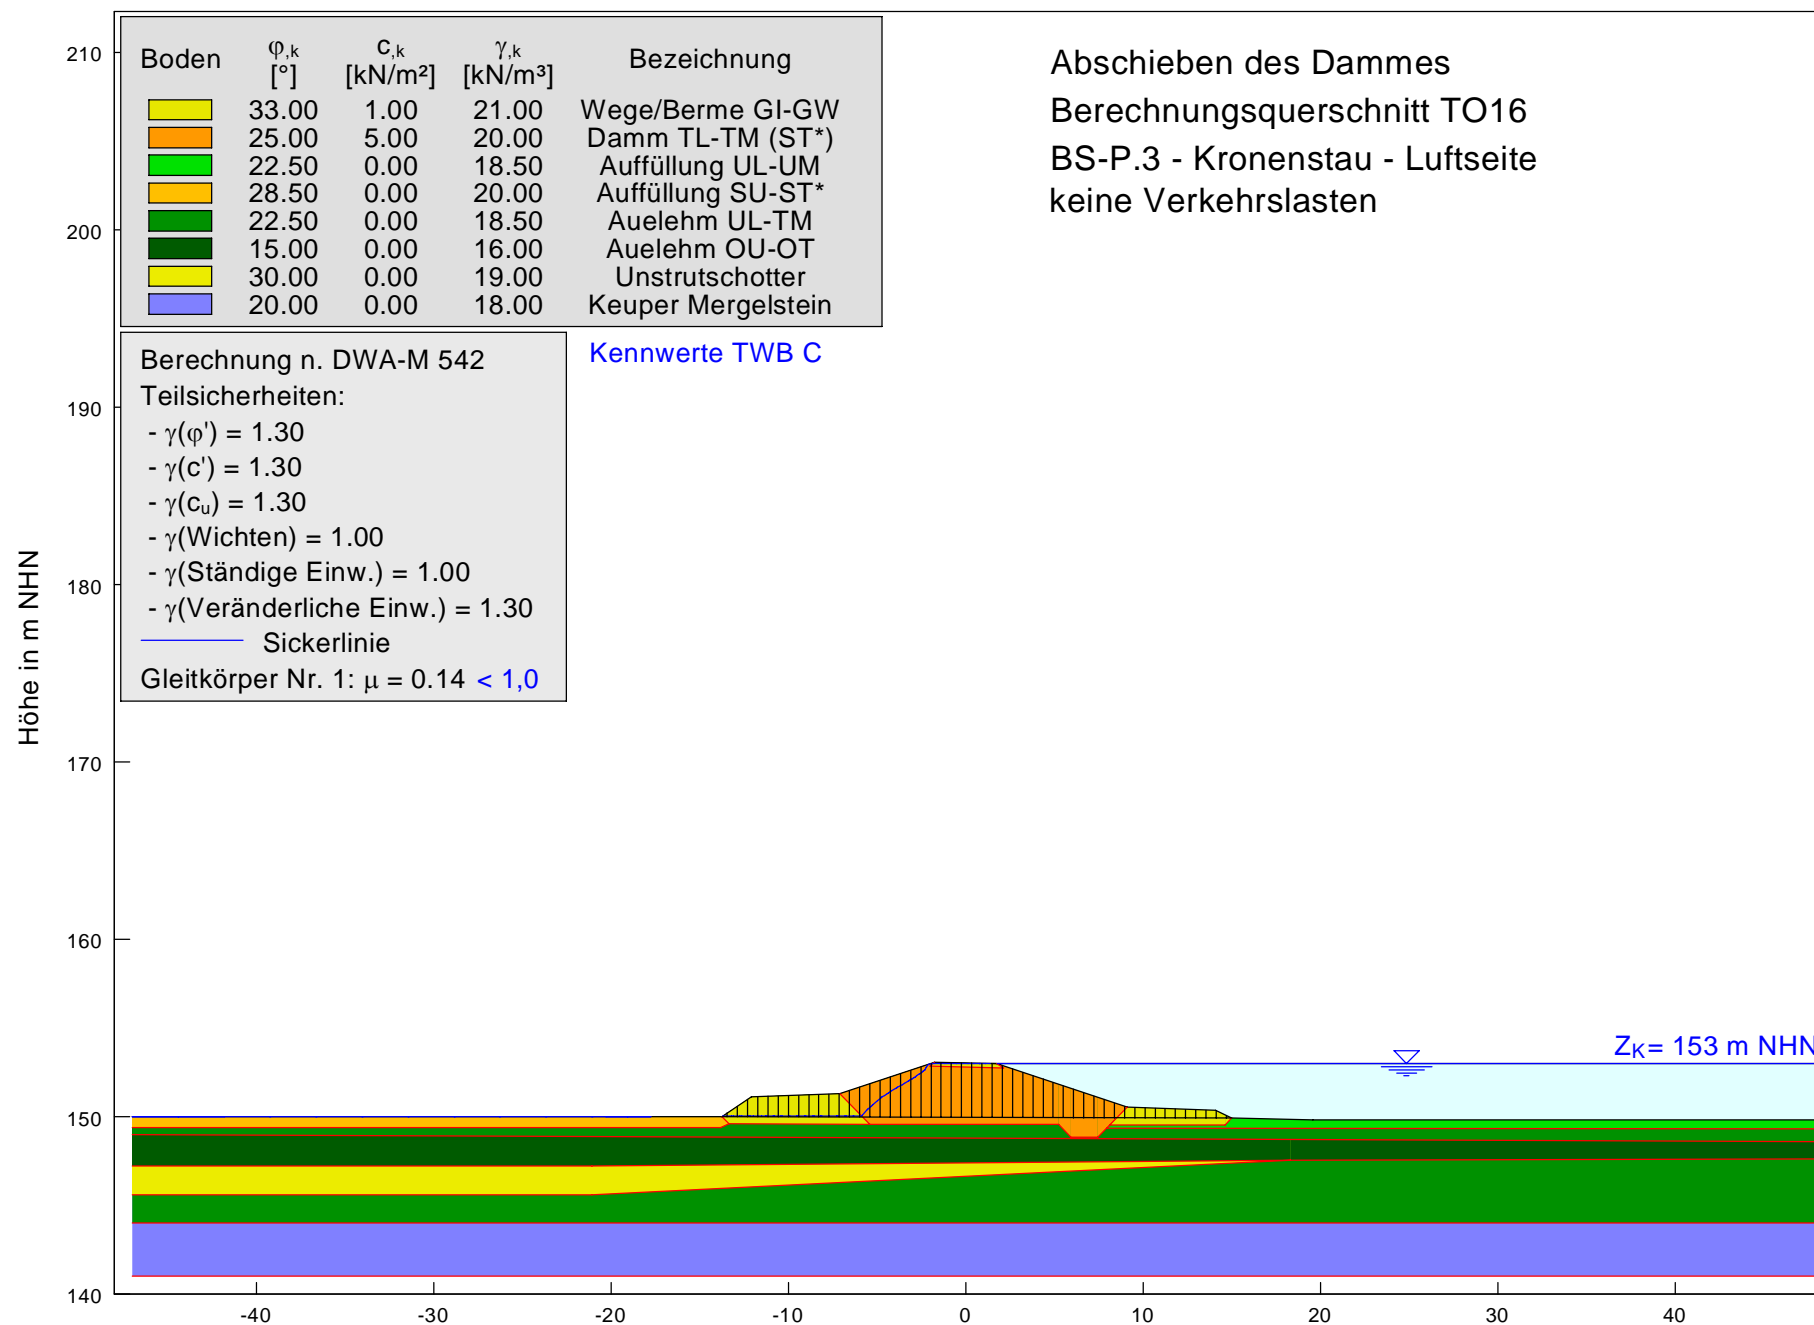 Boden φ,k c,k γ,k Bezeichnung
[°] [kN/m²] [kN/m³]
33.00 1.00 21.00 Wege/Berme GI-GW
25.00 5.00 20.00 Damm TL-TM (ST*)
22.50 0.00 18.50 Auffüllung UL-UM
28.50 0.00 20.00 Auffüllung SU-ST*
22.50 0.00 18.50 Auelehm UL-TM
15.00 0.00 16.00 Auelehm OU-OT
30.00 0.00 19.00 Unstrutschotter
20.00 0.00 18.00 Keuper Mergelstein
Abschieben des Dammes
Berechnungsquerschnitt TO16
BS-P.3 - Kronenstau - Luftseite
keine Verkehrslasten
Kennwerte TWB C
Berechnung n. DWA-M 542
Teilsicherheiten:
- γ(φ') = 1.30
- γ(c') = 1.30
- γ(cu) = 1.30
- γ(Wichten) = 1.00
- γ(Ständige Einw.) = 1.00
- γ(Veränderliche Einw.) = 1.30
Sickerlinie
Gleitkörper Nr. 1: μ = 0.14 < 1,0
Höhe in m NHN
210
200
190
180
170
160
150
140
ZK= 153 m NHN
-40 -30 -20 -10 0 10 20 30 40